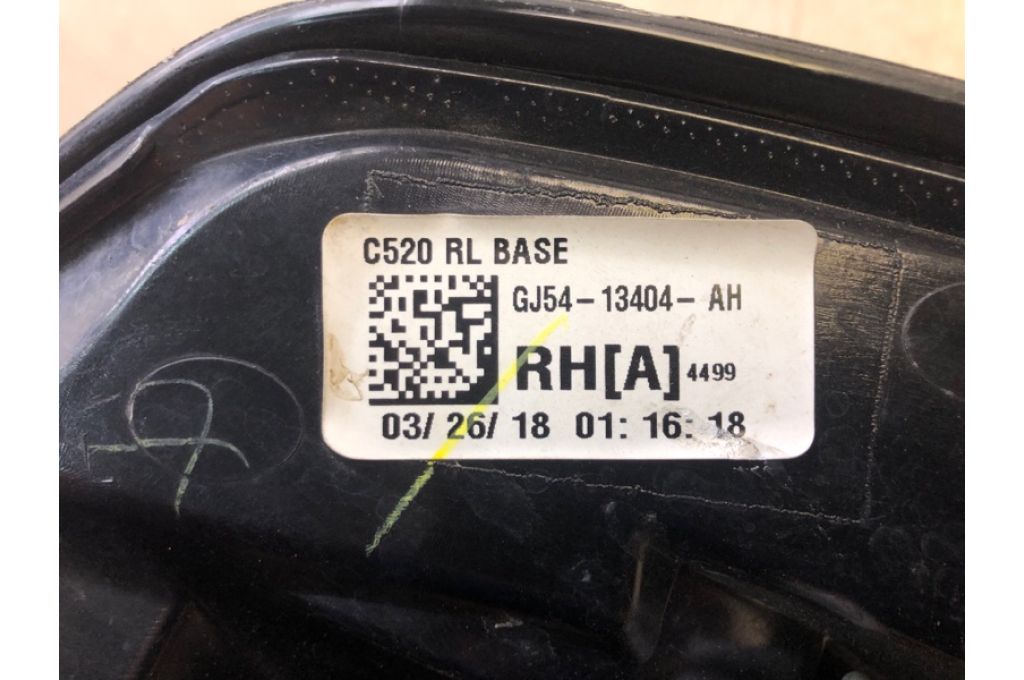 C520 RL BASE
GJ54-13404-AH
RH[A] 4499
03/ 26/ 18 01: 16: 18